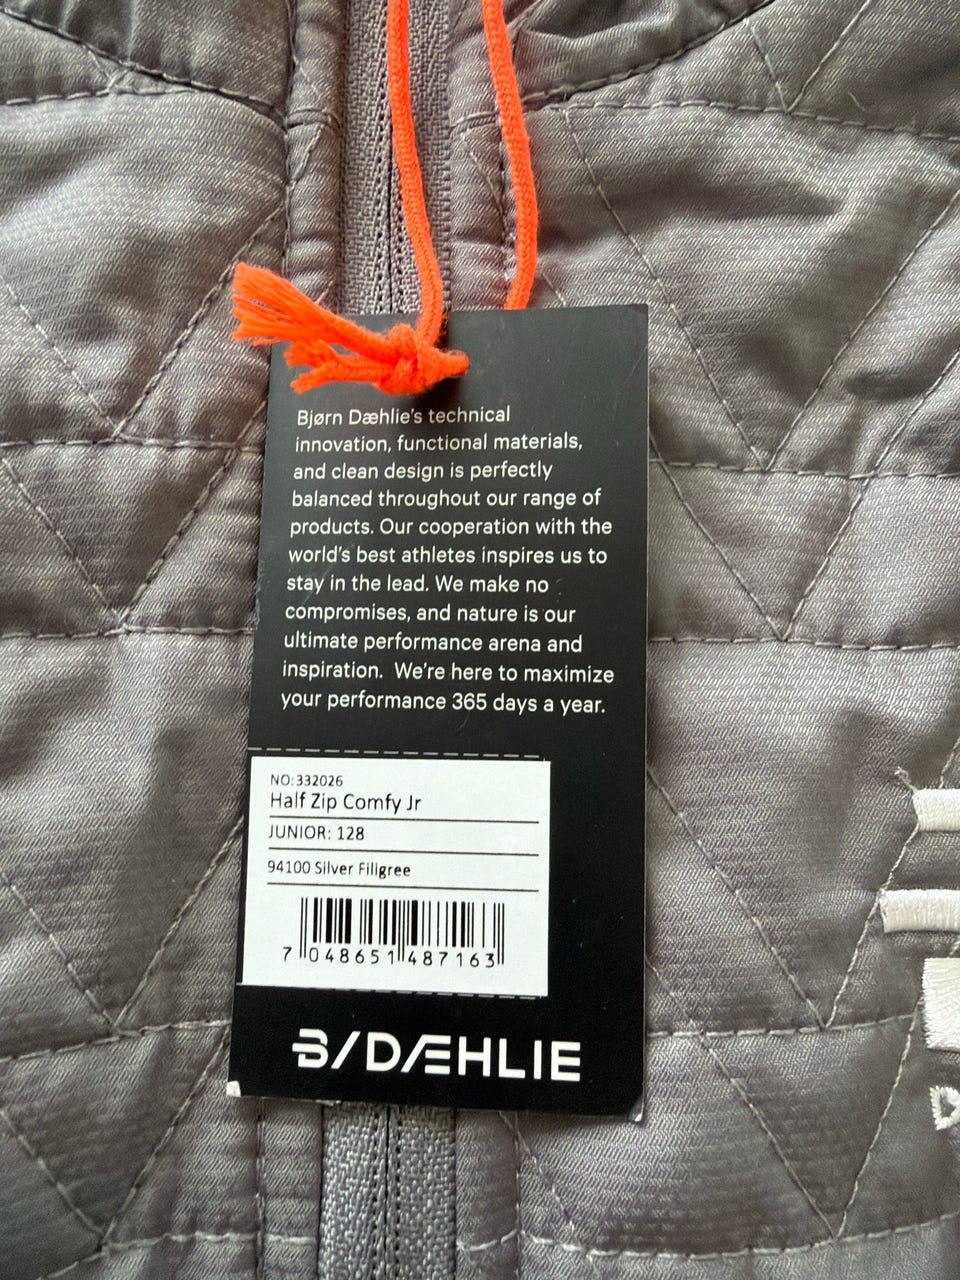 Bjørn Dæhlie's technical
innovation, functional materials,
and clean design is perfectly
balanced throughout our range of
products. Our cooperation with the
world's best athletes inspires us to
stay in the lead. We make no
compromises, and nature is our
ultimate performance arena and
inspiration.  We're here to maximize
your performance 365 days a year.
NO:332026
Half Zip Comfy Jr
JUNIOR: 128
94100 Silver Filigree
7 048651 487163
B/DÆHLIE